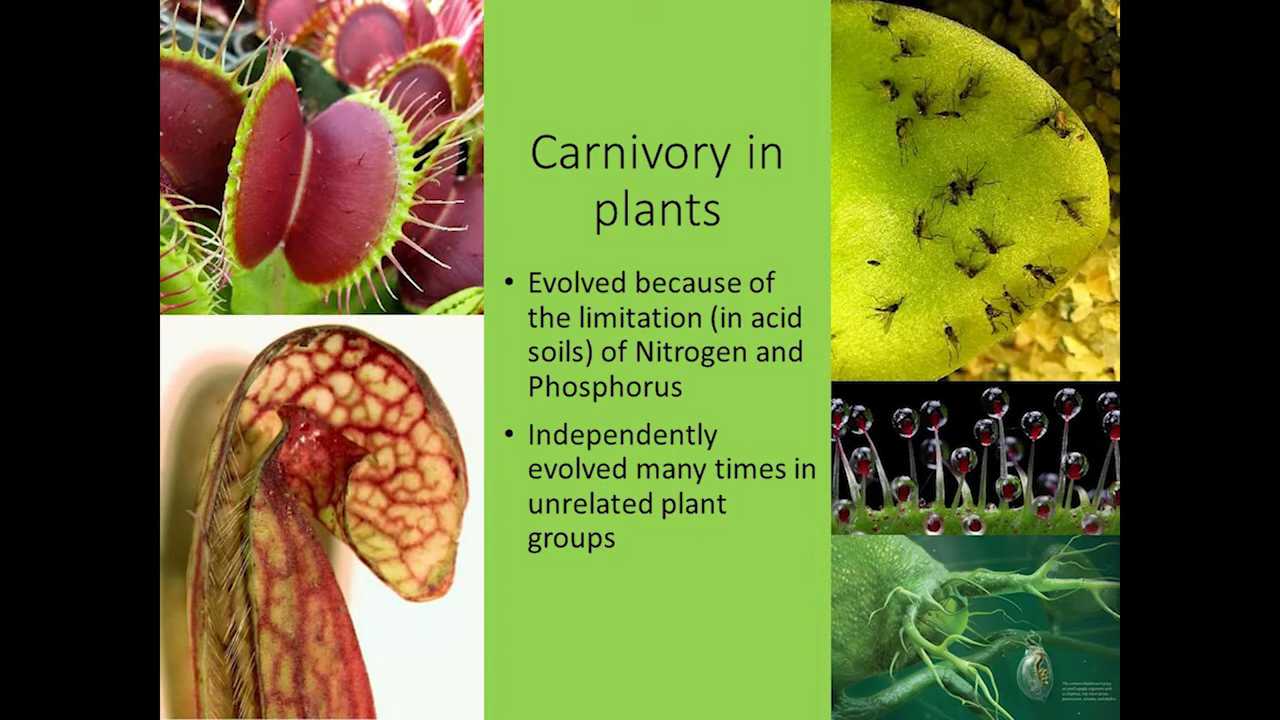 Carnivory in
plants
• Evolved because of
the limitation (in acid
soils) of Nitrogen and
Phosphorus
• Independently
evolved many times in
unrelated plant
groups